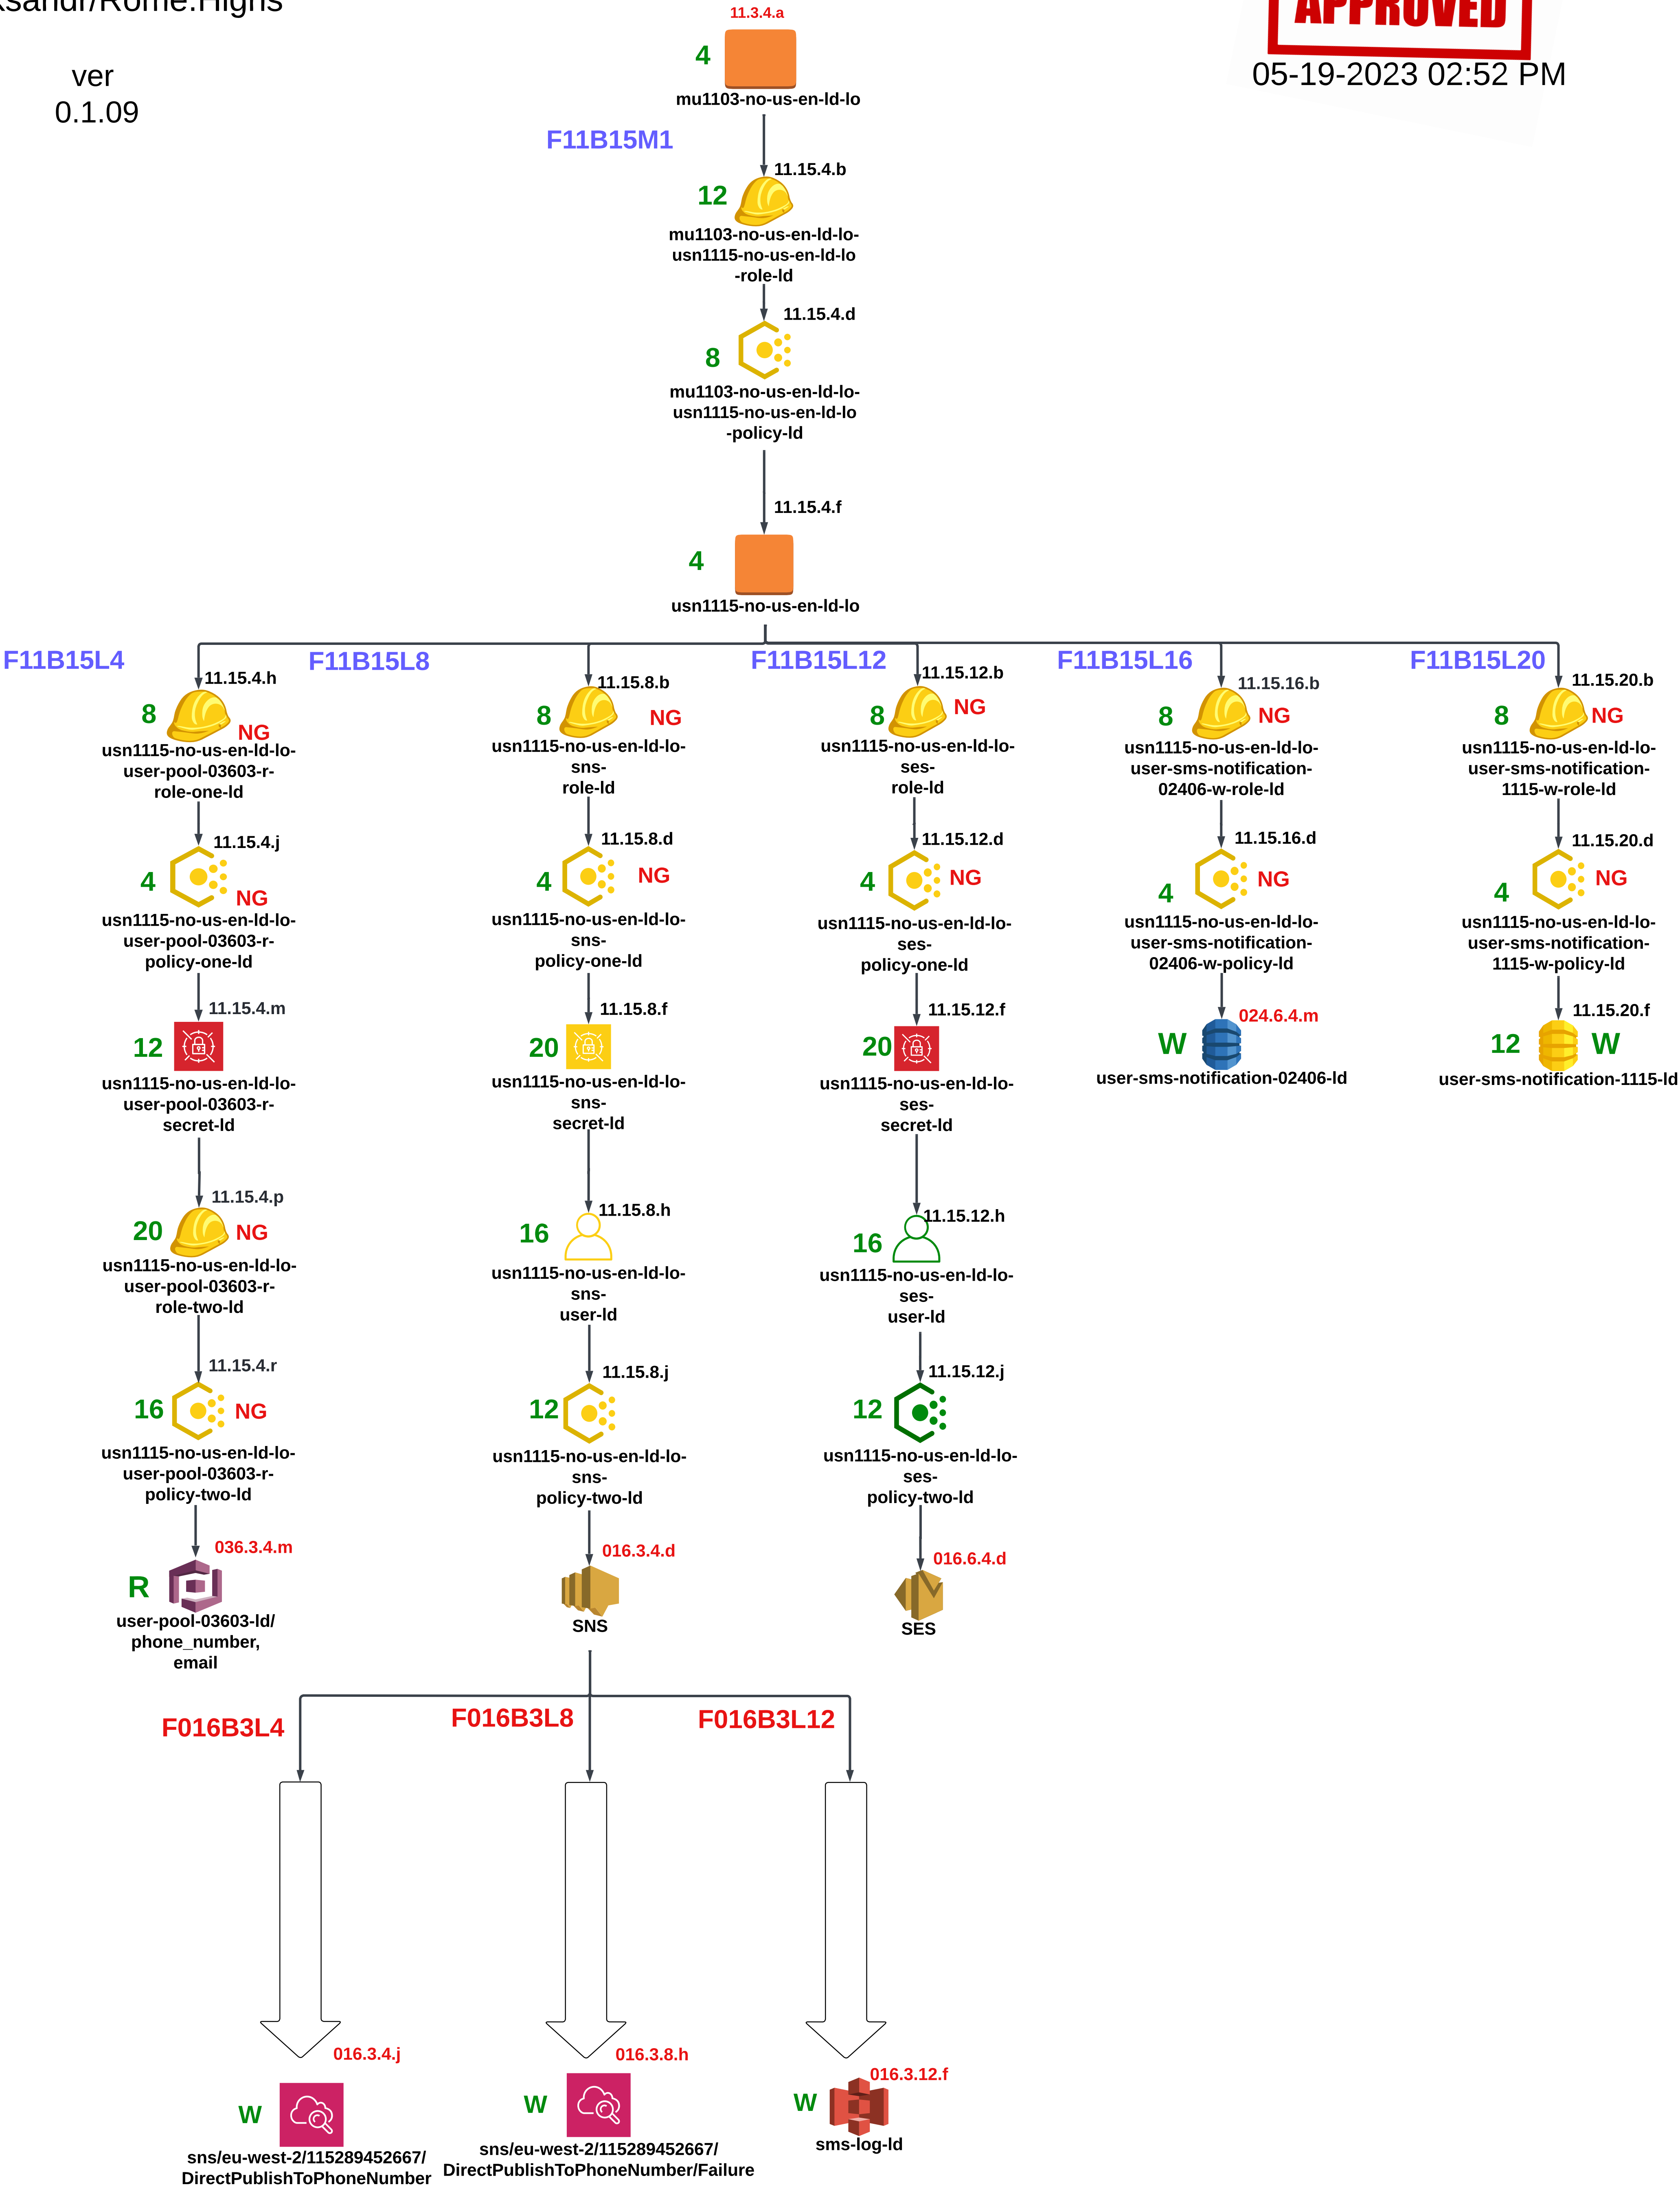 ksandr/Rome:Highs
ver
0.1.09
APPROVED
05-19-2023 02:52 PM
11.3.4.a
4
mu1103-no-us-en-ld-lo
F11B15M1
11.15.4.b
12
mu1103-no-us-en-ld-lo-
usn1115-no-us-en-ld-lo
-role-ld
11.15.4.d
8
mu1103-no-us-en-ld-lo-
usn1115-no-us-en-ld-lo
-policy-ld
11.15.4.f
4
usn1115-no-us-en-ld-lo
F11B15L4
11.15.4.h
8
NG
usn1115-no-us-en-ld-lo-
user-pool-03603-r-
role-one-ld
11.15.4.j
4
NG
usn1115-no-us-en-ld-lo-
user-pool-03603-r-
policy-one-ld
11.15.4.m
12
usn1115-no-us-en-ld-lo-
user-pool-03603-r-
secret-ld
11.15.4.p
20
NG
usn1115-no-us-en-ld-lo-
user-pool-03603-r-
role-two-ld
11.15.4.r
16
NG
usn1115-no-us-en-ld-lo-
user-pool-03603-r-
policy-two-ld
036.3.4.m
R
user-pool-03603-ld/
phone_number,
email
F11B15L8
11.15.8.b
8
NG
usn1115-no-us-en-ld-lo-
sns-
role-ld
11.15.8.d
4
NG
usn1115-no-us-en-ld-lo-
sns-
policy-one-ld
11.15.8.f
20
usn1115-no-us-en-ld-lo-
sns-
secret-ld
11.15.8.h
16
usn1115-no-us-en-ld-lo-
sns-
user-ld
11.15.8.j
12
usn1115-no-us-en-ld-lo-
sns-
policy-two-ld
016.3.4.d
SNS
F11B15L12
11.15.12.b
8
NG
usn1115-no-us-en-ld-lo-
ses-
role-ld
11.15.12.d
4
NG
usn1115-no-us-en-ld-lo-
ses-
policy-one-ld
11.15.12.f
20
usn1115-no-us-en-ld-lo-
ses-
secret-ld
11.15.12.h
16
usn1115-no-us-en-ld-lo-
ses-
user-ld
11.15.12.j
12
usn1115-no-us-en-ld-lo-
ses-
policy-two-ld
016.6.4.d
SES
F11B15L16
11.15.16.b
8
NG
usn1115-no-us-en-ld-lo-
user-sms-notification-
02406-w-role-ld
11.15.16.d
4
NG
usn1115-no-us-en-ld-lo-
user-sms-notification-
02406-w-policy-ld
024.6.4.m
W
user-sms-notification-02406-ld
F11B15L20
11.15.20.b
8
NG
usn1115-no-us-en-ld-lo-
user-sms-notification-
1115-w-role-ld
11.15.20.d
4
NG
usn1115-no-us-en-ld-lo-
user-sms-notification-
1115-w-policy-ld
11.15.20.f
12
W
user-sms-notification-1115-ld
F016B3L4
016.3.4.j
W
sns/eu-west-2/115289452667/
DirectPublishToPhoneNumber
F016B3L8
016.3.8.h
W
sns/eu-west-2/115289452667/
DirectPublishToPhoneNumber/Failure
F016B3L12
016.3.12.f
W
sms-log-ld